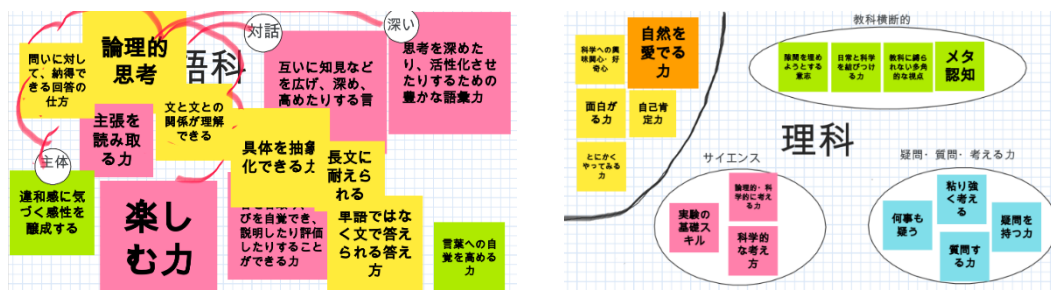 対話
深い
問いに対し
て、納得で
きる回答の
仕方
論理的
思考
語科
互いに知見など
を広げ、深め、
高めたりする言
思考を深めた
り、活性化させ
たりするための
豊かな語彙力
主張を
読み取
る力
文と文との
関係が理解
できる
具体を抽象
化できる力
長文に
耐えら
れる
主体
違和感に気
づく感性を
醸成する
楽し
む力
びを自覚でき、
説明したり評価
したりすること
ができる力
単語ではな
く文で答え
られる答え
方
言葉への自
覚を高める
力
科学への興
味関心・好
奇心
自然を
愛でる
力
面白が
る力
自己肯
定力
とにかく
やってみる
力
教科横断的
隙間を埋め
ようとする
意志
日常と科学
を結びつけ
る力
教科に縛ら
れない多角
的な視点
メタ
認知
理科
サイエンス
論理的・科
学的に考え
る力
実験の
基礎ス
キル
科学的
な考え
方
疑問・質問・考える力
粘り強
く考え
る
何事も
疑う
疑問を
持つ力
質問す
る力